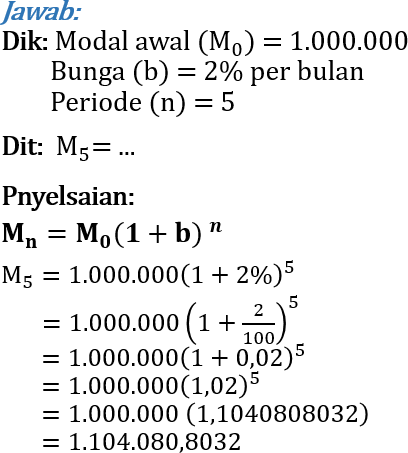 Jawab:
Dik: Modal awal (M₀) = 1.000.000
Bunga (b) = 2% per bulan
Periode (n) = 5
Dit: M₅= ...
Pnyelsaian:
Mₙ = M₀(1 + b) ⁿ
M₅ = 1.000.000(1 + 2%)⁵
= 1.000.000 (1 + 2/100)⁵
= 1.000.000(1 + 0,02)⁵
= 1.000.000(1,02)⁵
= 1.000.000 (1,1040808032)
= 1.104.080,8032